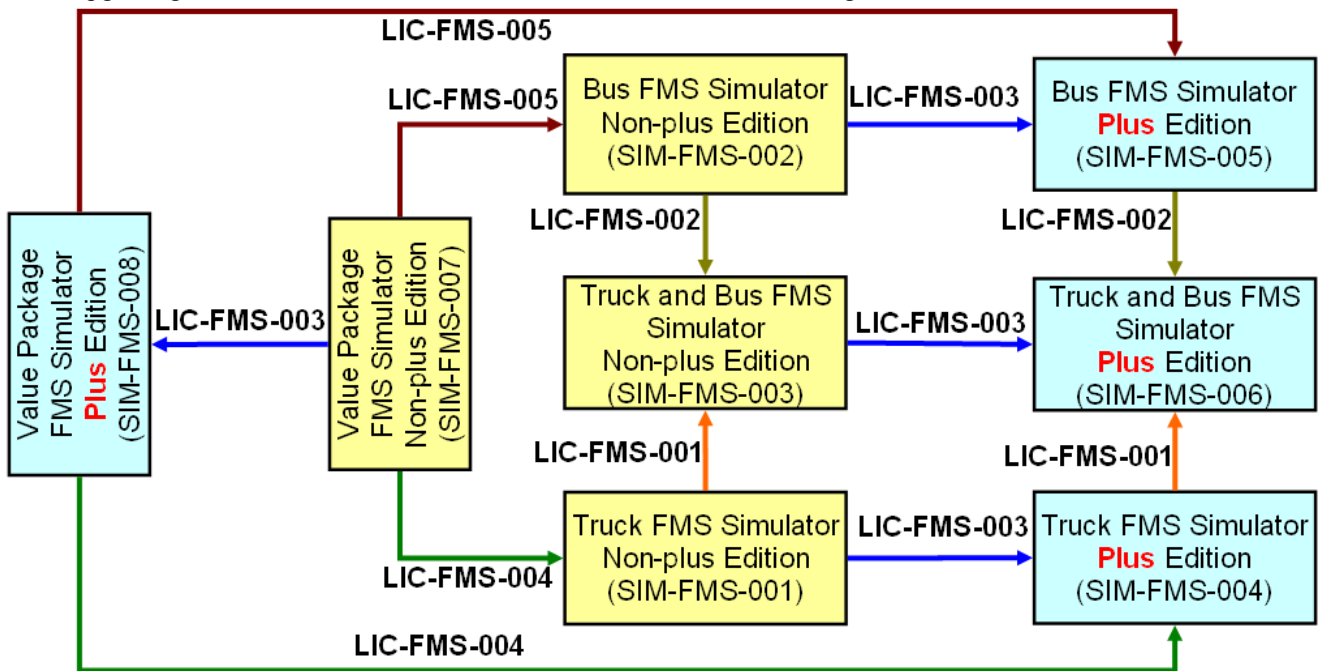 LIC-FMS-005
LIC-FMS-005
Bus FMS Simulator
Non-plus Edition
(SIM-FMS-002)
LIC-FMS-003
Bus FMS Simulator
Plus Edition
(SIM-FMS-005)
LIC-FMS-002
LIC-FMS-002
Value Package
FMS Simulator
Plus Edition
(SIM-FMS-008)
LIC-FMS-003
Value Package
FMS Simulator
Non-plus Edition
(SIM-FMS-007)
Truck and Bus FMS
Simulator
Non-plus Edition
(SIM-FMS-003)
LIC-FMS-003
Truck and Bus FMS
Simulator
Plus Edition
(SIM-FMS-006)
LIC-FMS-001
LIC-FMS-001
LIC-FMS-004
Truck FMS Simulator
Non-plus Edition
(SIM-FMS-001)
LIC-FMS-003
Truck FMS Simulator
Plus Edition
(SIM-FMS-004)
LIC-FMS-004